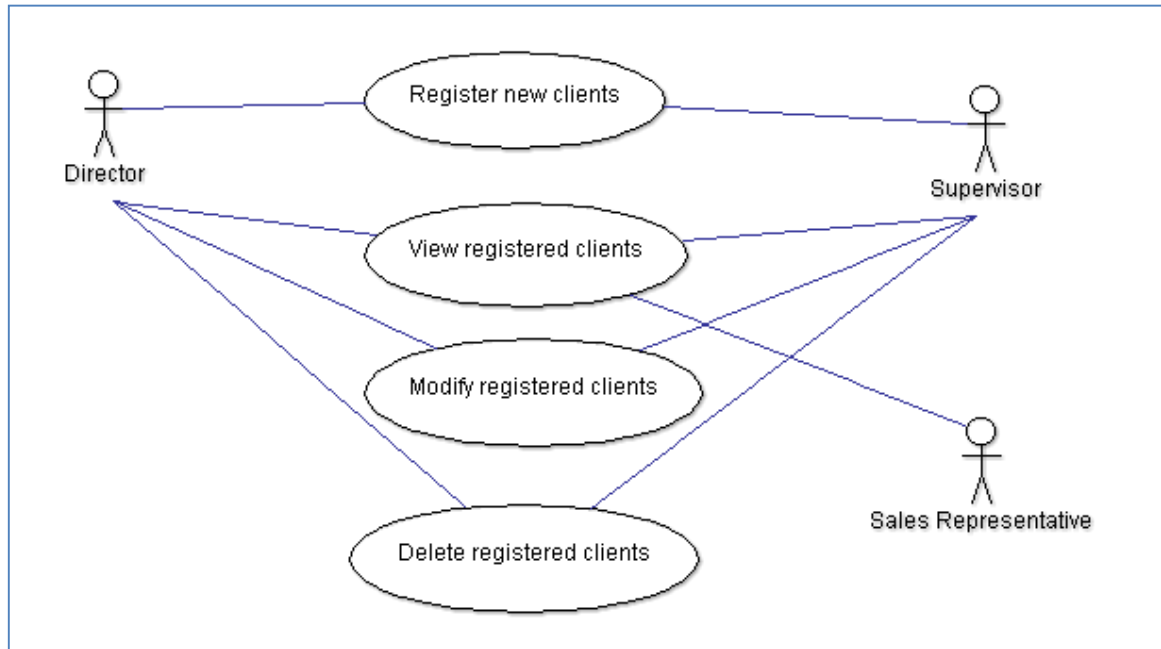 Register new clients
Director
Supervisor
View registered clients
Modify registered clients
Sales Representative
Delete registered clients